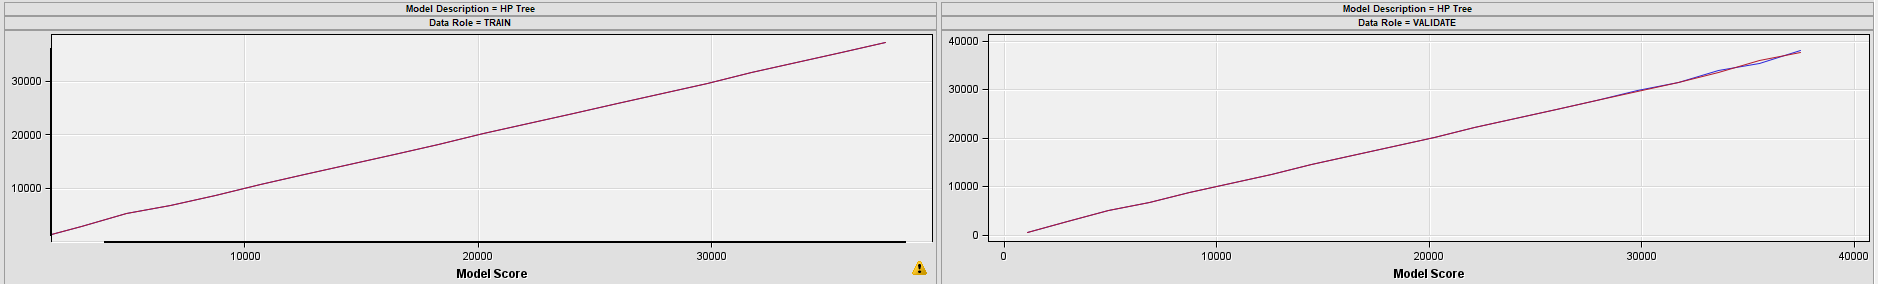 Model Description = HP Tree
Data Role = TRAIN
30000
20000
10000
10000 20000 30000
Model Score
Model Description = HP Tree
Data Role = VALIDATE
40000
30000
20000
10000
0
0 10000 20000 30000 40000
Model Score